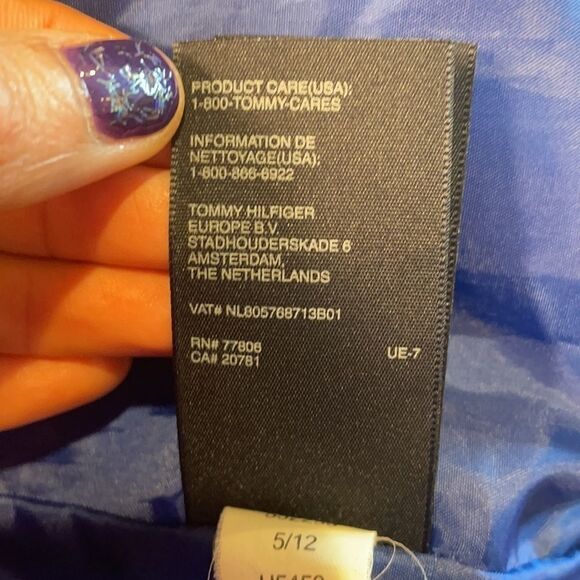 PRODUCT CARE(USA):
1-800-TOMMY-CARES
INFORMATION DE
NETTOYAGE(USA):
1-800-866-6922
TOMMY HILFIGER
EUROPE B.V.
STADHOUDERSKADE 6
AMSTERDAM,
THE NETHERLANDS
VAT# NL805768713B01
RN# 77806 UE-7
CA# 20781
5/12